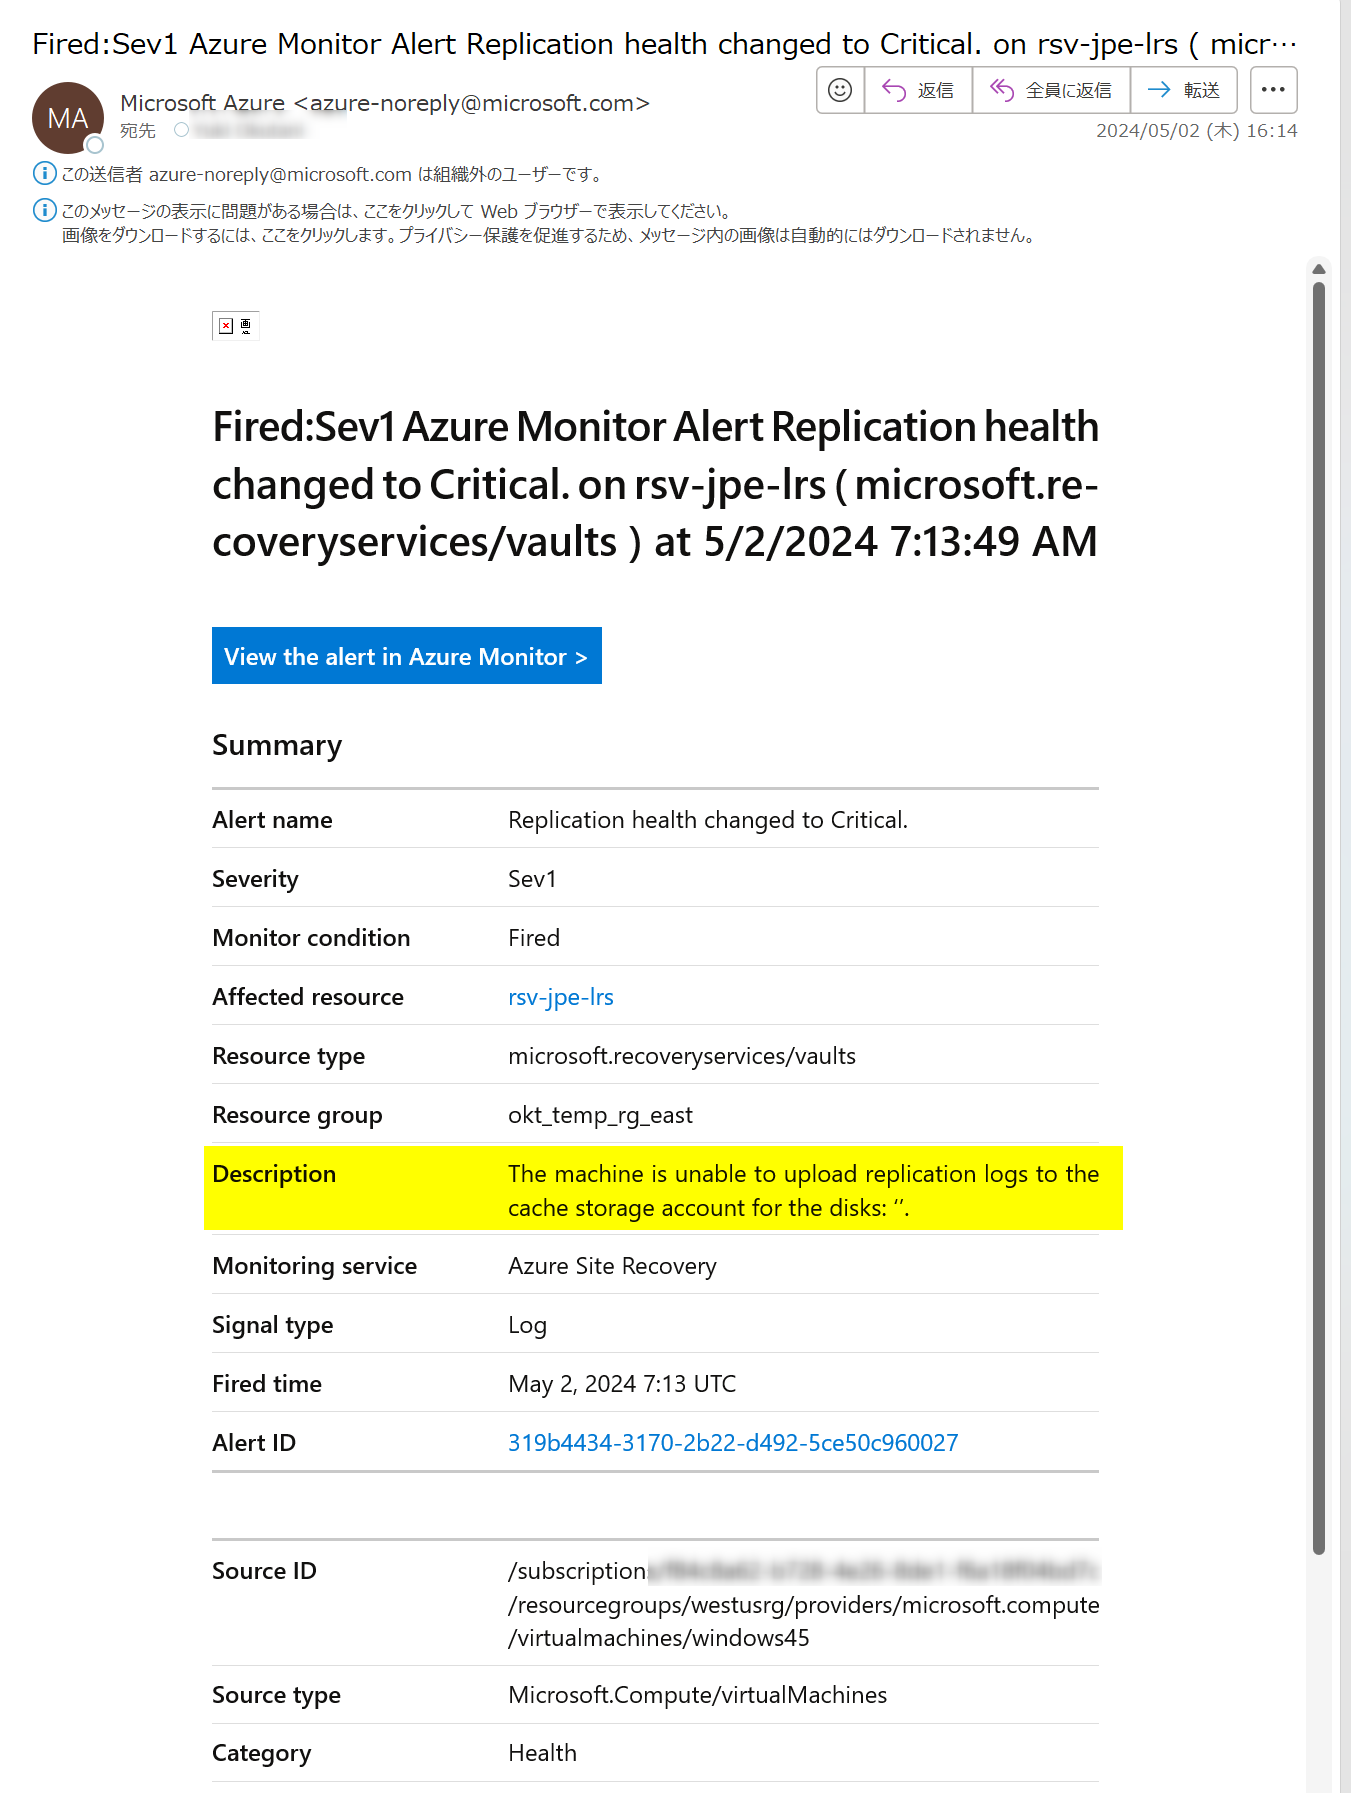 Fired:Sev1 Azure Monitor Alert Replication health changed to Critical. on rsv-jpe-lrs ( micr…
MA
Microsoft Azure <azure-noreply@microsoft.com>
返信
全員に返信
転送
宛先
2024/05/02 (木) 16:14
この送信者 azure-noreply@microsoft.com は組織外のユーザーです。
このメッセージの表示に問題がある場合は、ここをクリックして Web ブラウザーで表示してください。
画像をダウンロードするには、ここをクリックします。プライバシー保護を促進するため、メッセージ内の画像は自動的にはダウンロードされません。
Fired:Sev1 Azure Monitor Alert Replication health
changed to Critical. on rsv-jpe-lrs ( microsoft.re-
coveryservices/vaults ) at 5/2/2024 7:13:49 AM
View the alert in Azure Monitor >
Summary
Alert name Replication health changed to Critical.
Severity Sev1
Monitor condition Fired
Affected resource rsv-jpe-lrs
Resource type microsoft.recoveryservices/vaults
Resource group okt_temp_rg_east
Description The machine is unable to upload replication logs to the
cache storage account for the disks: ‘’.
Monitoring service Azure Site Recovery
Signal type Log
Fired time May 2, 2024 7:13 UTC
Alert ID 319b4434-3170-2b22-d492-5ce50c960027
Source ID /subscription
/resourcegroups/westusrg/providers/microsoft.compute
/virtualmachines/windows45
Source type Microsoft.Compute/virtualMachines
Category Health